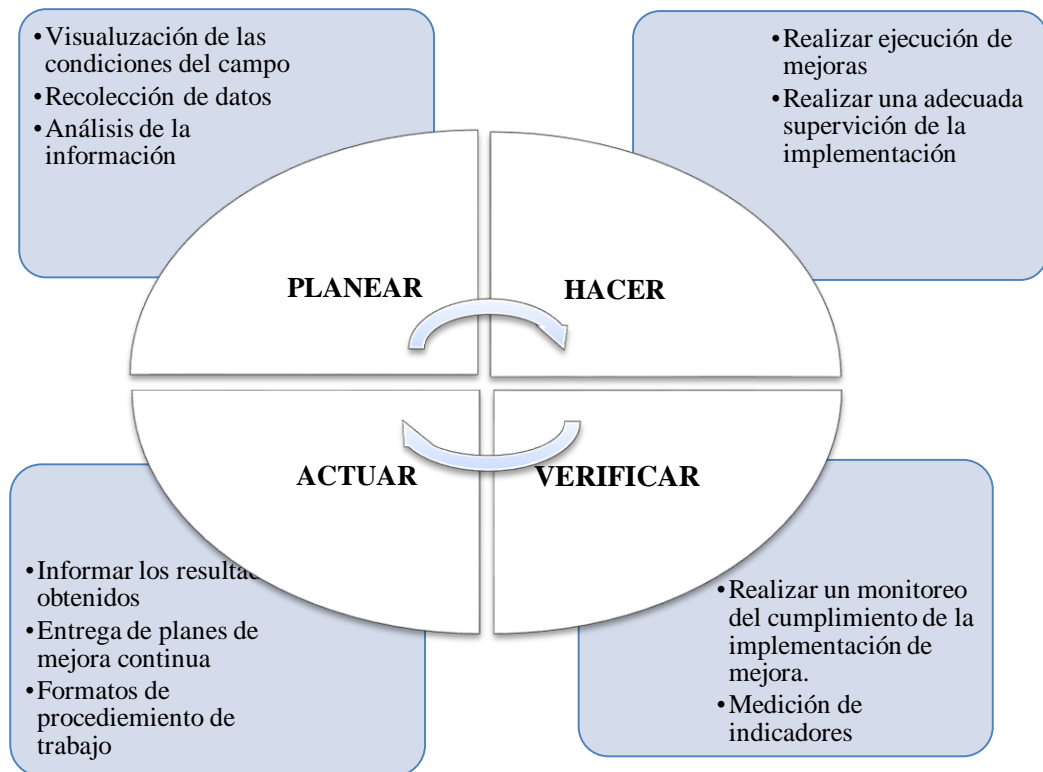 •Visualuzación de las
condiciones del campo
•Recolección de datos
•Análisis de la
información
•Realizar ejecución de
mejoras
•Realizar una adecuada
supervición de la
implementación
PLANEAR
HACER
ACTUAR
VERIFICAR
•Informar los resultad
obtenidos
•Entrega de planes de
mejora continua
•Formatos de
procediemiento de
trabajo
•Realizar un monitoreo
del cumplimiento de la
implementación de
mejora.
•Medición de
indicadores